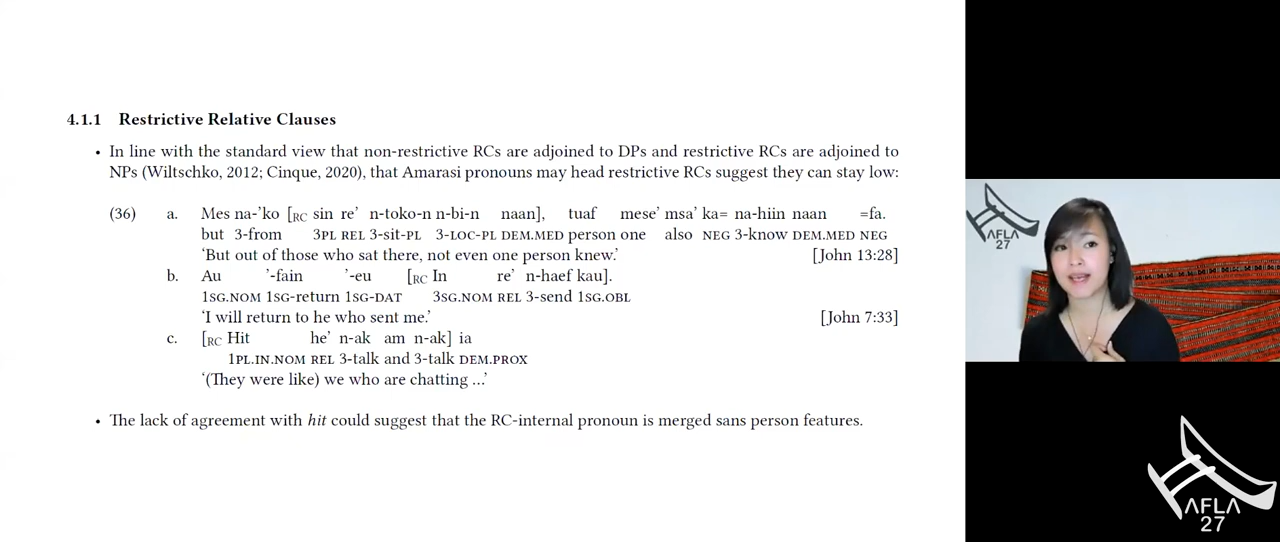 4.1.1 Restrictive Relative Clauses
• In line with the standard view that non-restrictive RCs are adjoined to DPs and restrictive RCs are adjoined to
NPs (Wiltschko, 2012; Cinque, 2020), that Amarasi pronouns may head restrictive RCs suggest they can stay low:
(36) a. Mes na-’ko [RC sin re’ n-toko-n n-bi-n naan], tuaf mese’ msa’ ka= na-hiin naan =fa.
but 3-from 3PL REL 3-sit-PL 3-LOC-PL DEM.MED person one also NEG 3-know DEM.MED NEG
‘But out of those who sat there, not even one person knew.’ [John 13:28]
b. Au ’-fain ’-eu [RC In re’ n-haef kau].
1SG.NOM 1SG-return 1SG-DAT 3SG.NOM REL 3-send 1SG.OBL
‘I will return to he who sent me.’ [John 7:33]
c. [RC Hit he’ n-ak am n-ak] ia
1PL.IN.NOM REL 3-talk and 3-talk DEM.PROX
‘(They were like) we who are chatting ...’
• The lack of agreement with hit could suggest that the RC-internal pronoun is merged sans person features.
AFLA
27
AFLA
27